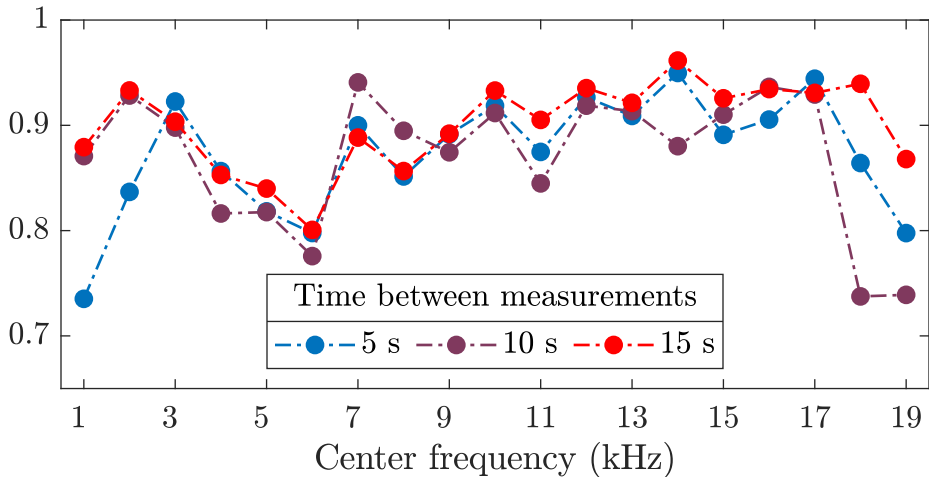 1
0.9
0.8
0.7
Time between measurements
5 s 10 s 15 s
1 3 5 7 9 11 13 15 17 19
Center frequency (kHz)